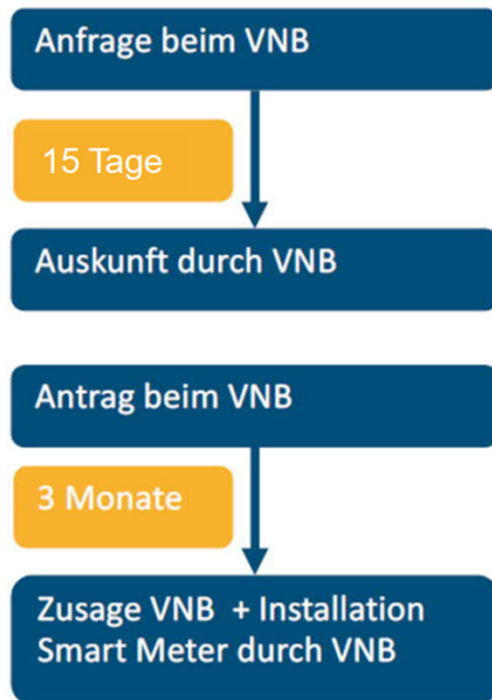 Anfrage beim VNB
15 Tage
Auskunft durch VNB
Antrag beim VNB
3 Monate
Zusage VNB + Installation
Smart Meter durch VNB